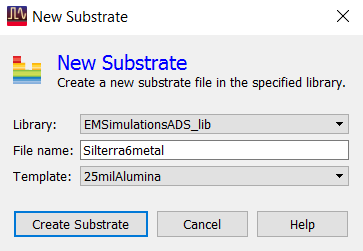 New Substrate
New Substrate
Create a new substrate file in the specified library.
Library: EMSimulationsADS_lib
File name: Silterra6metal
Template: 25milAlumina
Create Substrate Cancel Help